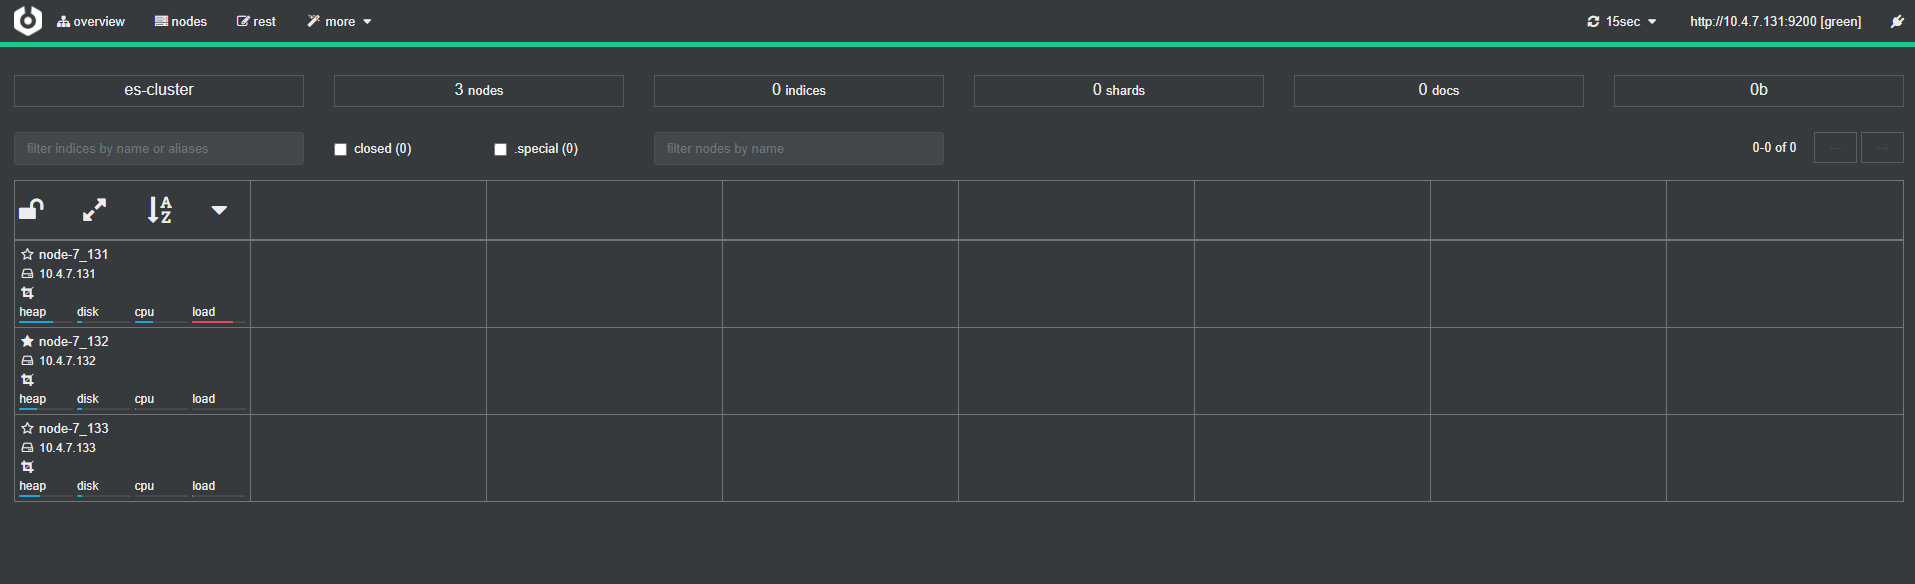 overview nodes rest more 15sec http://10.4.7.131:9200 [green]
es-cluster 3 nodes 0 indices 0 shards 0 docs 0b
filter indices by name or aliases closed (0) .special (0) filter nodes by name 0-0 of 0
A
Z
node-7_131
10.4.7.131
heap disk cpu load
node-7_132
10.4.7.132
heap disk cpu load
node-7_133
10.4.7.133
heap disk cpu load